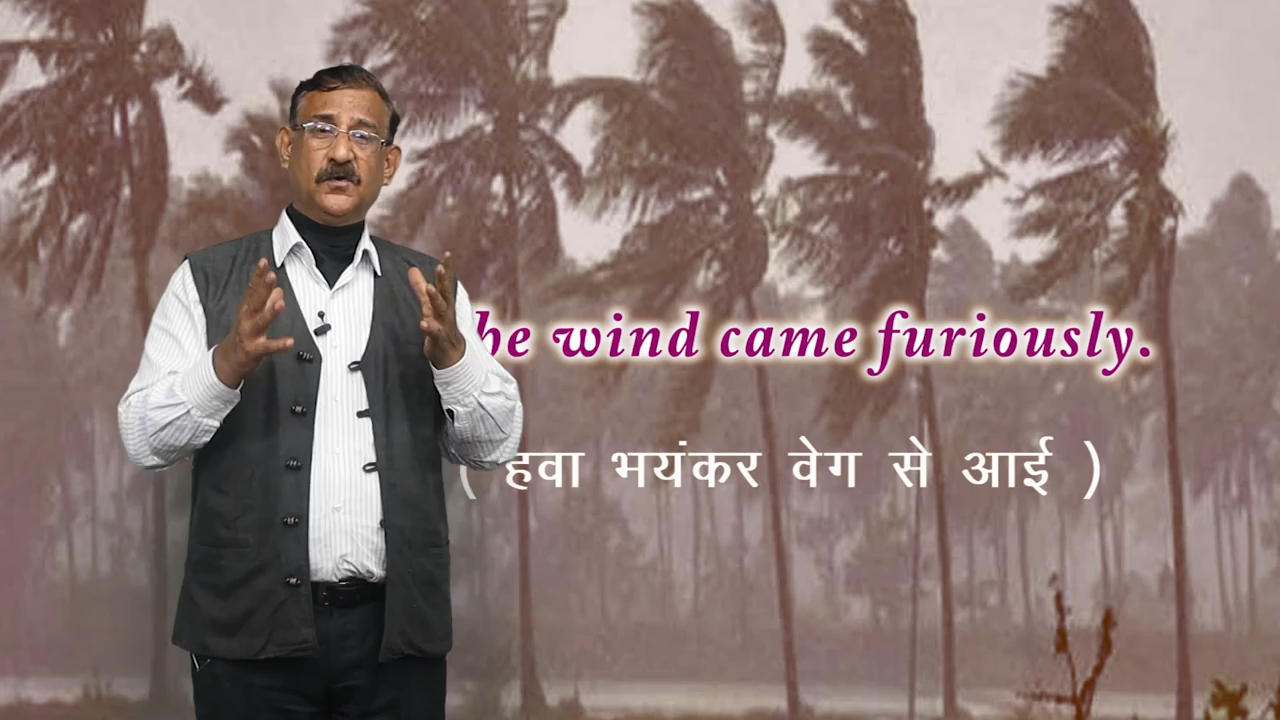 he wind came furiously.
( हवा भयंकर वेग से आई )